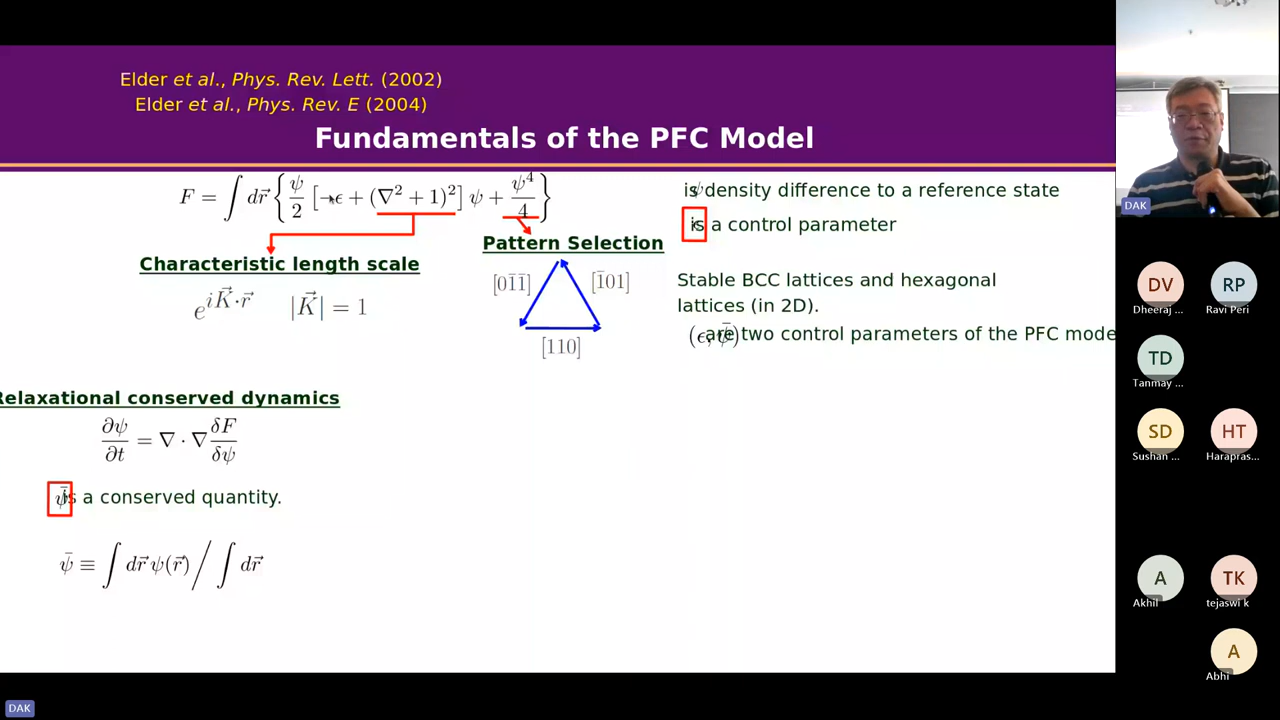 Elder et al., Phys. Rev. Lett. (2002)
Elder et al., Phys. Rev. E (2004)
Fundamentals of the PFC Model
F = ∫ dr⃗ { ψ/2 [−ϵ + (∇² + 1)²] ψ + ψ⁴/4 }
ψ is density difference to a reference state
is a control parameter
Pattern Selection
Characteristic length scale
e^{iK⃗·r⃗} |K⃗| = 1
[01̄1̄] [1̄01]
[110]
Stable BCC lattices and hexagonal
lattices (in 2D).
(ϵ, ψ̄) are two control parameters of the PFC mode
Relaxational conserved dynamics
∂ψ/∂t = ∇ · ∇ δF/δψ
ψ̄ is a conserved quantity.
ψ̄ ≡ ∫ dr⃗ ψ(r⃗) / ∫ dr⃗
DAK
DV
Dheeraj ...
RP
Ravi Peri
TD
Tanmay ...
SD
Sushan ...
HT
Harapras...
A
Akhil
TK
tejaswi k
A
Abhi
DAK